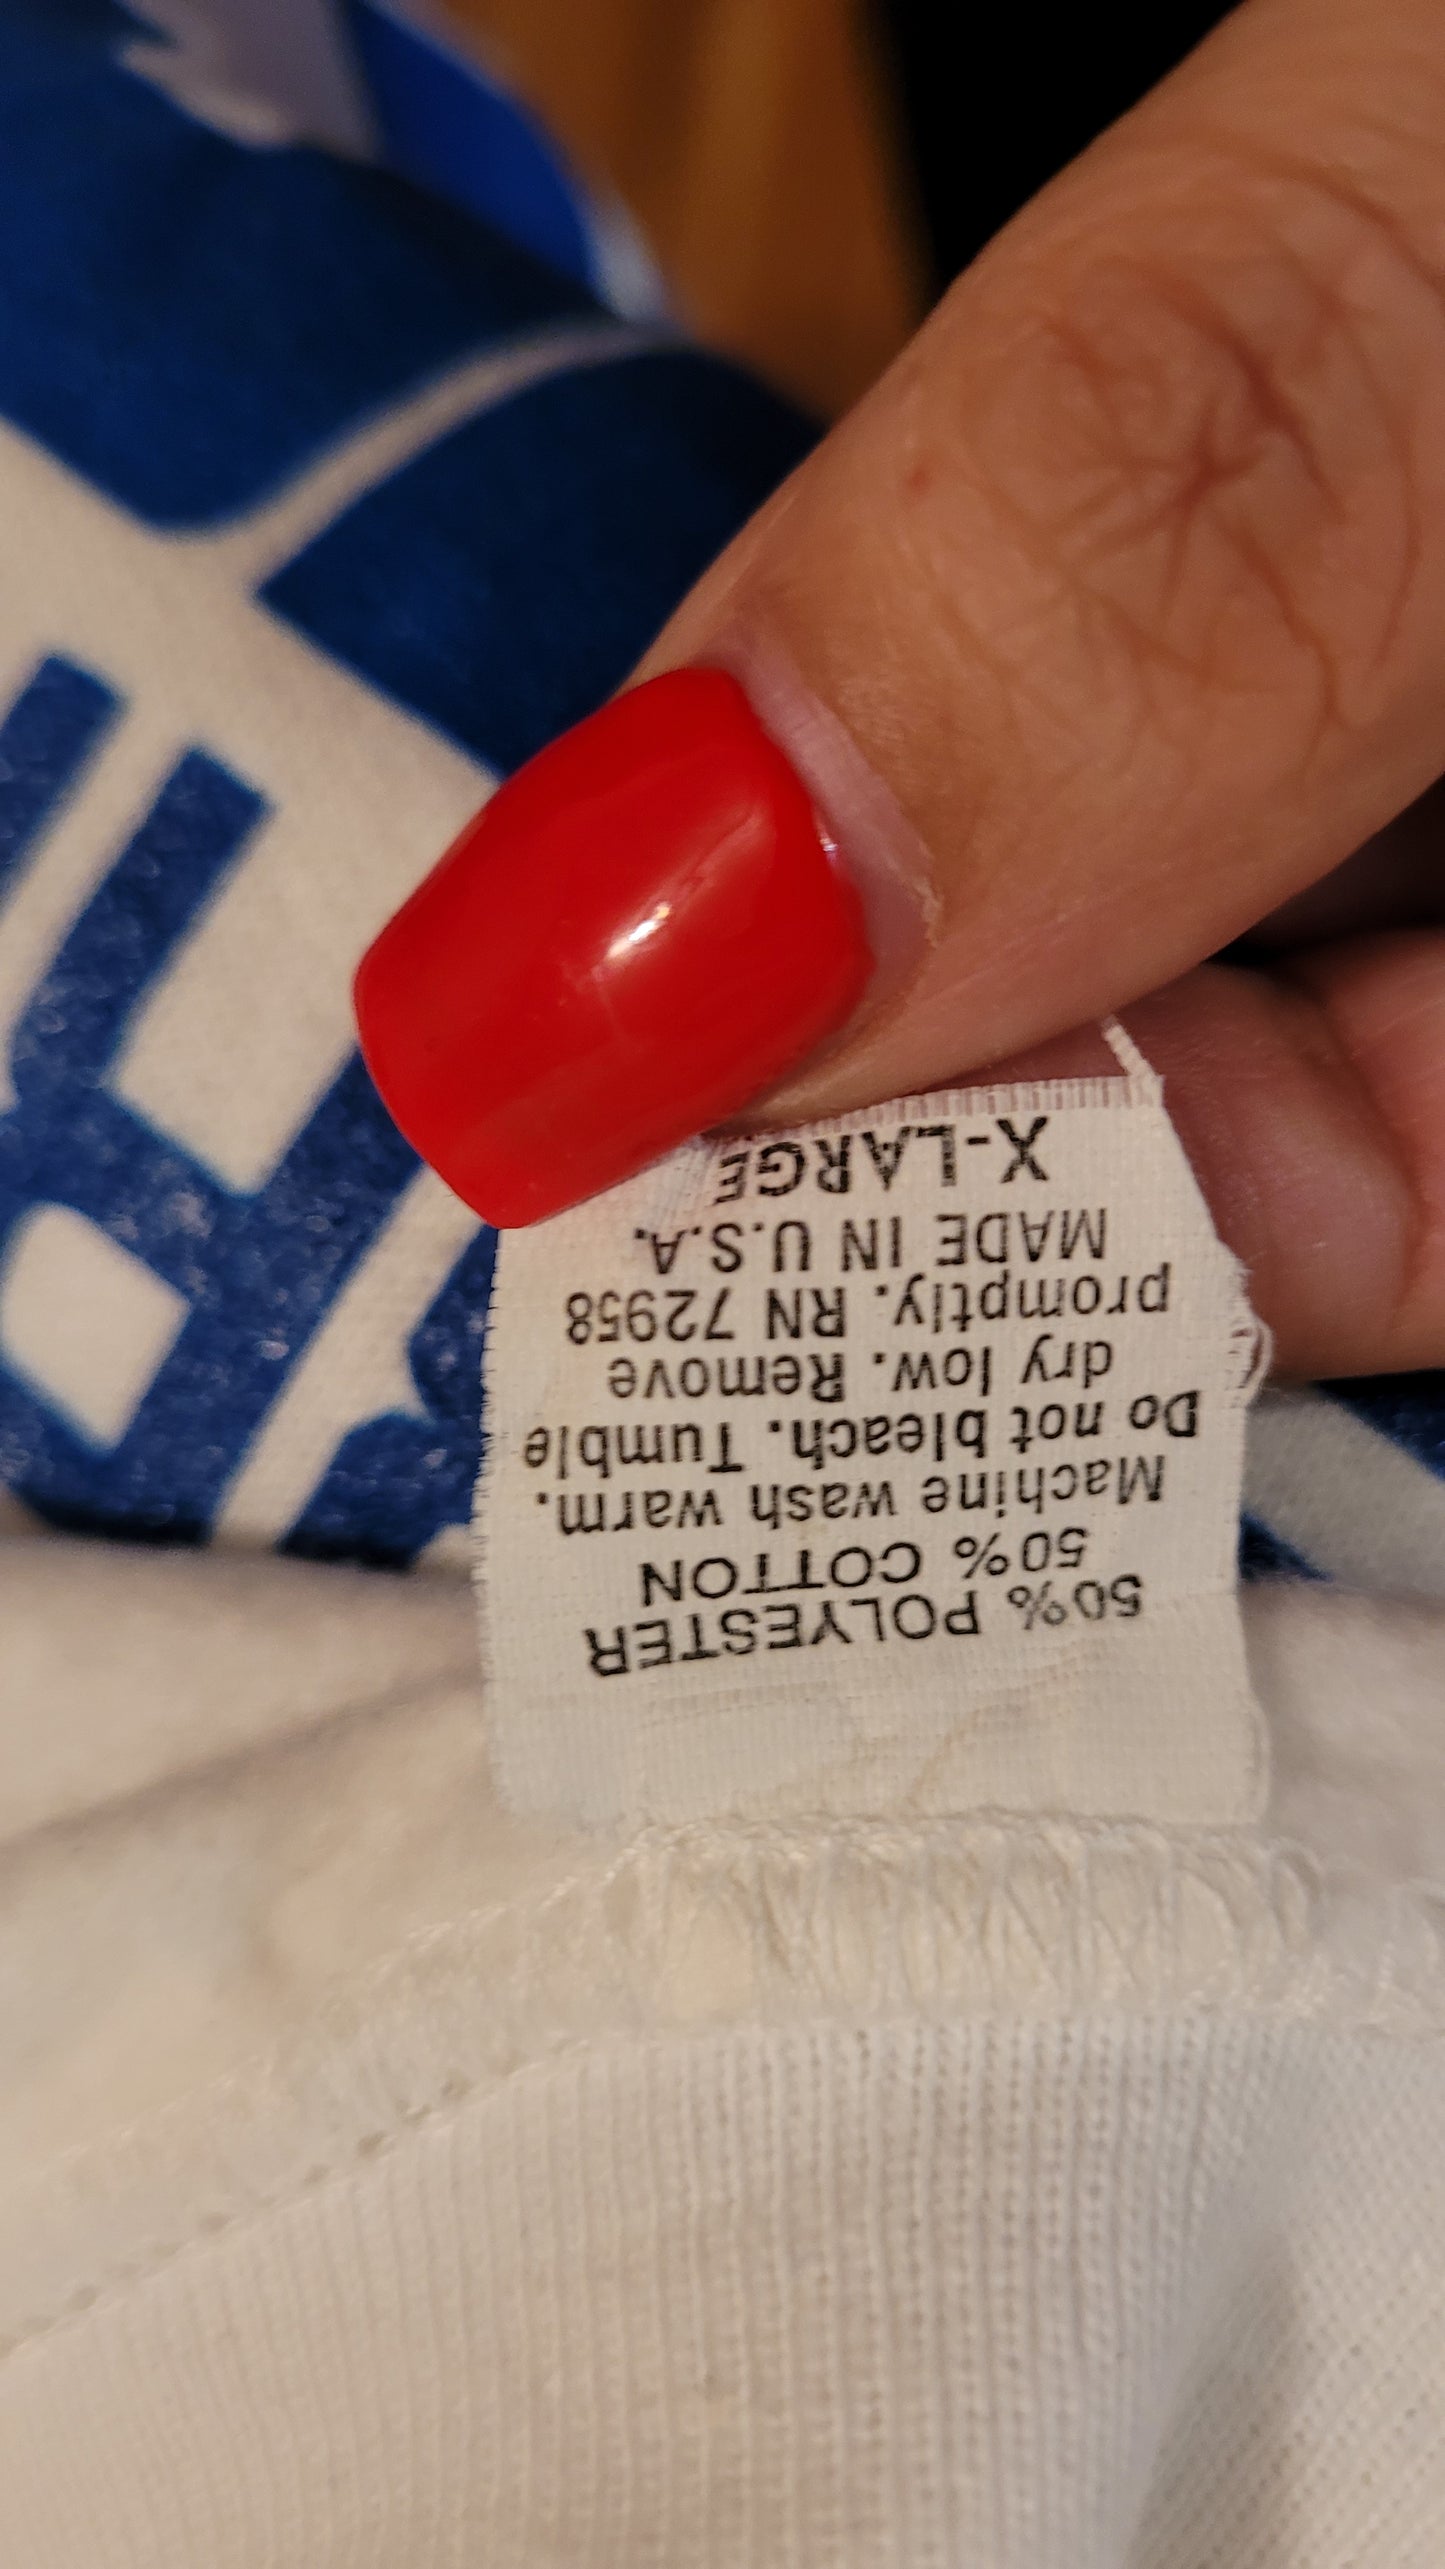 50% POLYESTER
50% COTTON
Machine wash warm.
Do not bleach. Tumble
dry low. Remove
promptly. RN 72958
MADE IN U.S.A.
X-LARGE